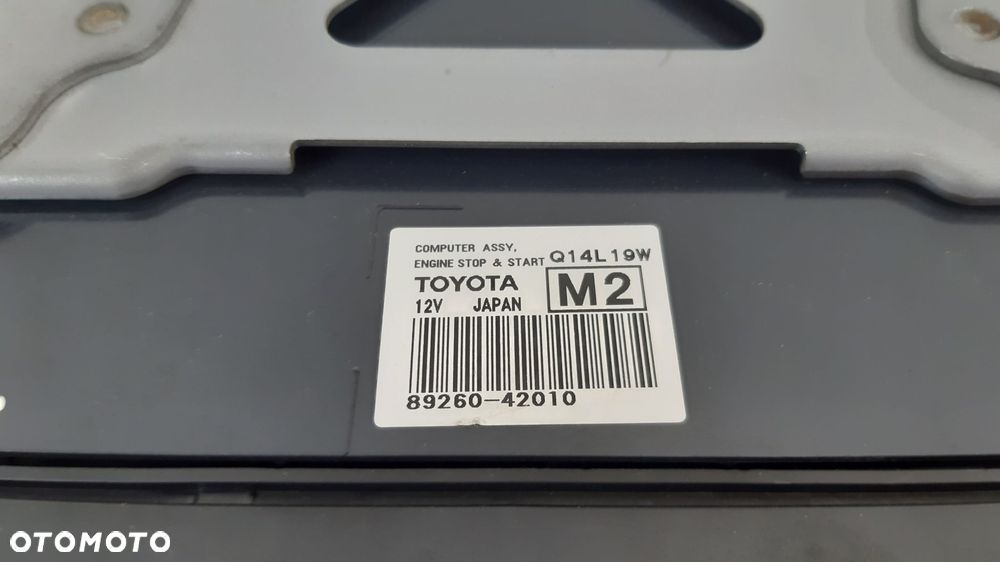 COMPUTER ASSY,
ENGINE STOP & START Q14L19W
TOYOTA M2
12V JAPAN
89260-42010
OTOMOTO